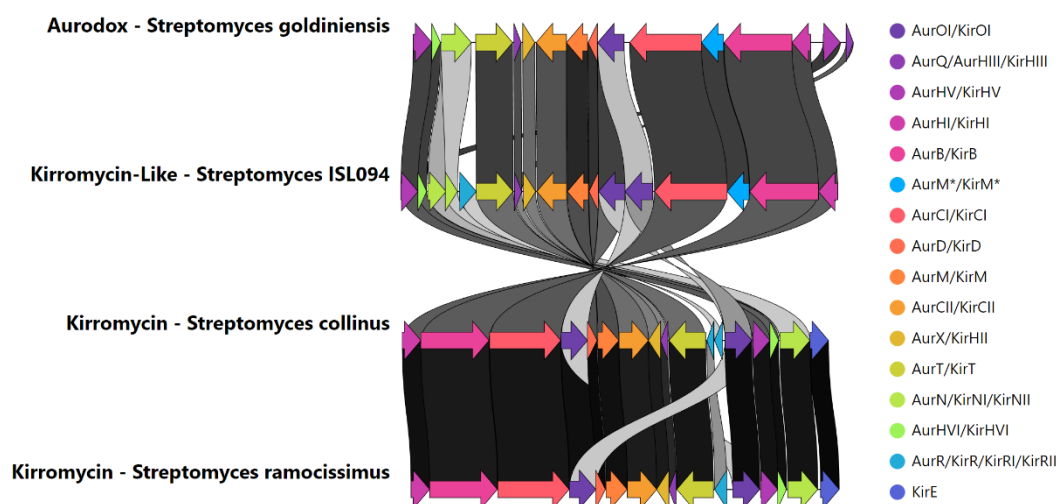 Aurodox - Streptomyces goldiniensis
Kirromycin-Like - Streptomyces ISL094
Kirromycin - Streptomyces collinus
Kirromycin - Streptomyces ramocissimus
AurOI/KirOI
AurQ/AurHIII/KirHIII
AurHV/KirHV
AurHI/KirHI
AurB/KirB
AurM*/KirM*
AurCI/KirCI
AurD/KirD
AurM/KirM
AurCII/KirCII
AurX/KirHII
AurT/KirT
AurN/KirNI/KirNII
AurHVI/KirHVI
AurR/KirR/KirRI/KirRII
KirE